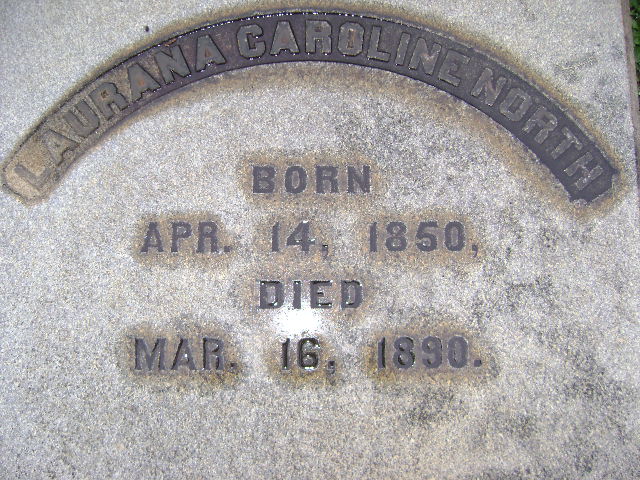 LAURANA CAROLINE NORTH
BORN
APR. 14, 1850,
DIED
MAR. 16, 1890.